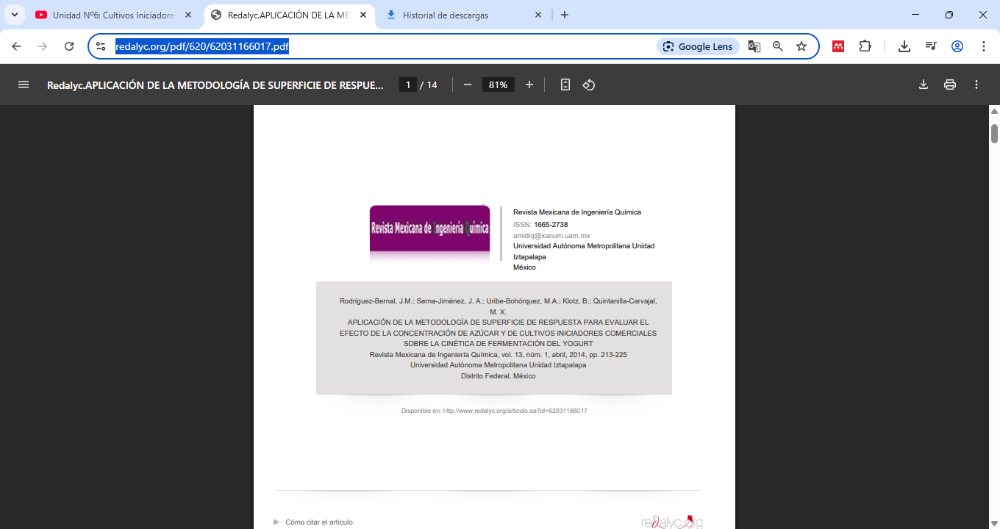 Unidad Nº6: Cultivos Iniciadore
Redalyc.APLICACIÓN DE LA ME
Historial de descargas
redalyc.org/pdf/620/62031166017.pdf
Google Lens
Redalyc.APLICACIÓN DE LA METODOLOGÍA DE SUPERFICIE DE RESPUE...
1 / 14
81%
Revista Mexicana de Ingeniería Química
Revista Mexicana de Ingeniería Química
ISSN: 1665-2738
amidiq@xanum.uam.mx
Universidad Autónoma Metropolitana Unidad
Iztapalapa
México
Rodríguez-Bernal, J.M.; Serna-Jiménez, J. A.; Uribe-Bohórquez, M.A.; Klotz, B.; Quintanilla-Carvajal,
M. X.
APLICACIÓN DE LA METODOLOGÍA DE SUPERFICIE DE RESPUESTA PARA EVALUAR EL
EFECTO DE LA CONCENTRACIÓN DE AZÚCAR Y DE CULTIVOS INICIADORES COMERCIALES
SOBRE LA CINÉTICA DE FERMENTACIÓN DEL YOGURT
Revista Mexicana de Ingeniería Química, vol. 13, núm. 1, abril, 2014, pp. 213-225
Universidad Autónoma Metropolitana Unidad Iztapalapa
Distrito Federal, México
Disponible en: http://www.redalyc.org/articulo.oa?id=62031166017
Cómo citar el artículo
redalyc.org